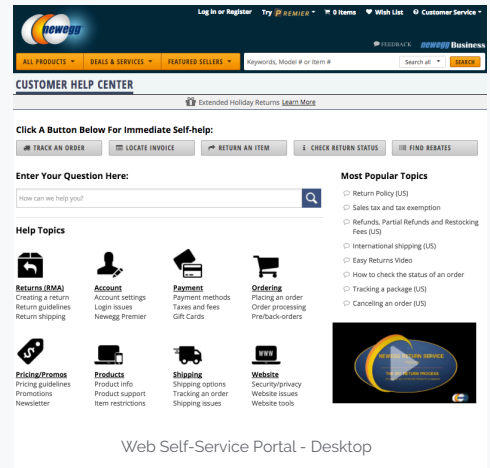 Log In or Register Try PREMIER 0 Items Wish List Customer Service
newegg
FEEDBACK newegg Business
ALL PRODUCTS DEALS & SERVICES FEATURED SELLERS Keywords, Model # or Item # Search all SEARCH
CUSTOMER HELP CENTER
Extended Holiday Returns Learn More
Click A Button Below For Immediate Self-help:
TRACK AN ORDER LOCATE INVOICE RETURN AN ITEM CHECK RETURN STATUS FIND REBATES
Enter Your Question Here:
How can we help you?
Help Topics
Returns (RMA)
Creating a return
Return guidelines
Return shipping
Account
Account settings
Login issues
Newegg Premier
Payment
Payment methods
Taxes and fees
Gift Cards
Ordering
Placing an order
Order processing
Pre/back-orders
Pricing/Promos
Pricing guidelines
Promotions
Newsletter
Products
Product info
Product support
Item restrictions
Shipping
Shipping options
Tracking an order
Shipping issues
WWW
Website
Security/privacy
Website issues
Website tools
Most Popular Topics
Return Policy (US)
Sales tax and tax exemption
Refunds, Partial Refunds and Restocking
Fees (US)
International shipping (US)
Easy Returns Video
How to check the status of an order
Tracking a package (US)
Canceling an order (US)
NEWEGG RETURN SERVICE
RETURN PROCESS
Web Self-Service Portal - Desktop